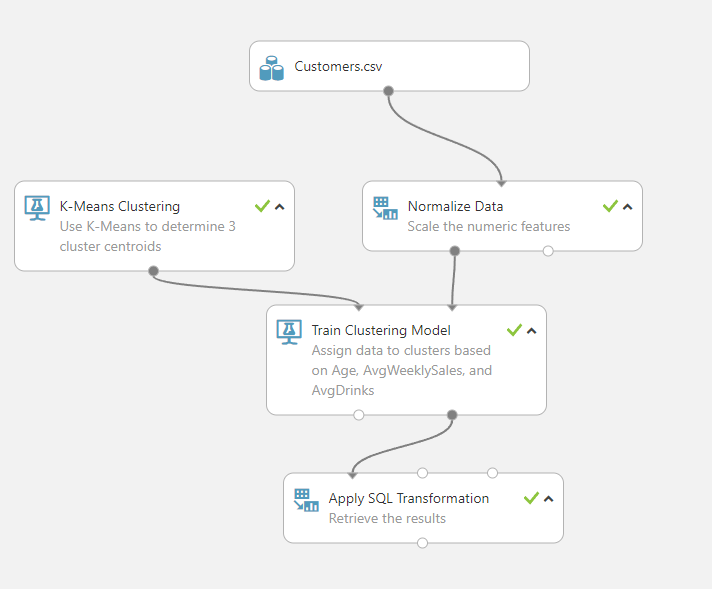 Customers.csv
K-Means Clustering
Use K-Means to determine 3
cluster centroids
Normalize Data
Scale the numeric features
Train Clustering Model
Assign data to clusters based
on Age, AvgWeeklySales, and
AvgDrinks
Apply SQL Transformation
Retrieve the results